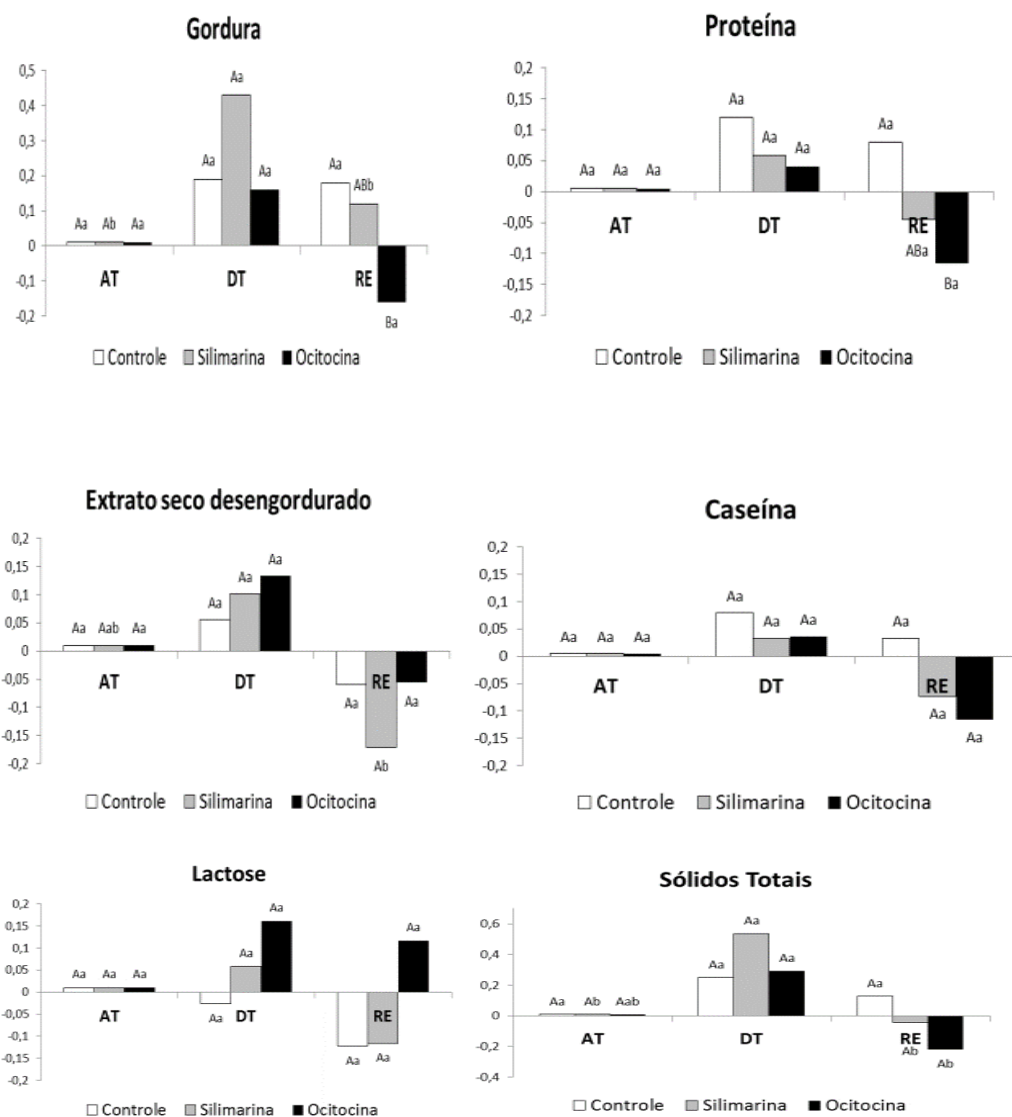 Gordura
0,5
0,4
0,3
0,2
0,1
0
-0,1
-0,2
Aa Ab Aa
Aa Aa Aa
Aa ABb Ba
AT DT RE
Controle Silimarina Ocitocina
Proteína
0,2
0,15
0,1
0,05
0
-0,05
-0,1
-0,15
-0,2
Aa Aa Aa
Aa Aa Aa
Aa ABa Ba
AT DT RE
Controle Silimarina Ocitocina
Extrato seco desengordurado
0,2
0,15
0,1
0,05
0
-0,05
-0,1
-0,15
-0,2
Aa Aab Aa
Aa Aa Aa
Aa Ab Aa
AT DT RE
Controle Silimarina Ocitocina
Caseína
0,2
0,15
0,1
0,05
0
-0,05
-0,1
-0,15
-0,2
Aa Aa Aa
Aa Aa Aa
Aa Aa Aa
AT DT RE
Controle Silimarina Ocitocina
Lactose
0,2
0,15
0,1
0,05
0
-0,05
-0,1
-0,15
-0,2
Aa Aa Aa
Aa Aa Aa
Aa Aa Aa
AT DT RE
Controle Silimarina Ocitocina
Sólidos Totais
0,6
0,4
0,2
0
-0,2
-0,4
Aa Ab Aab
Aa Aa Aa
Aa Ab Ab
AT DT RE
Controle Silimarina Ocitocina